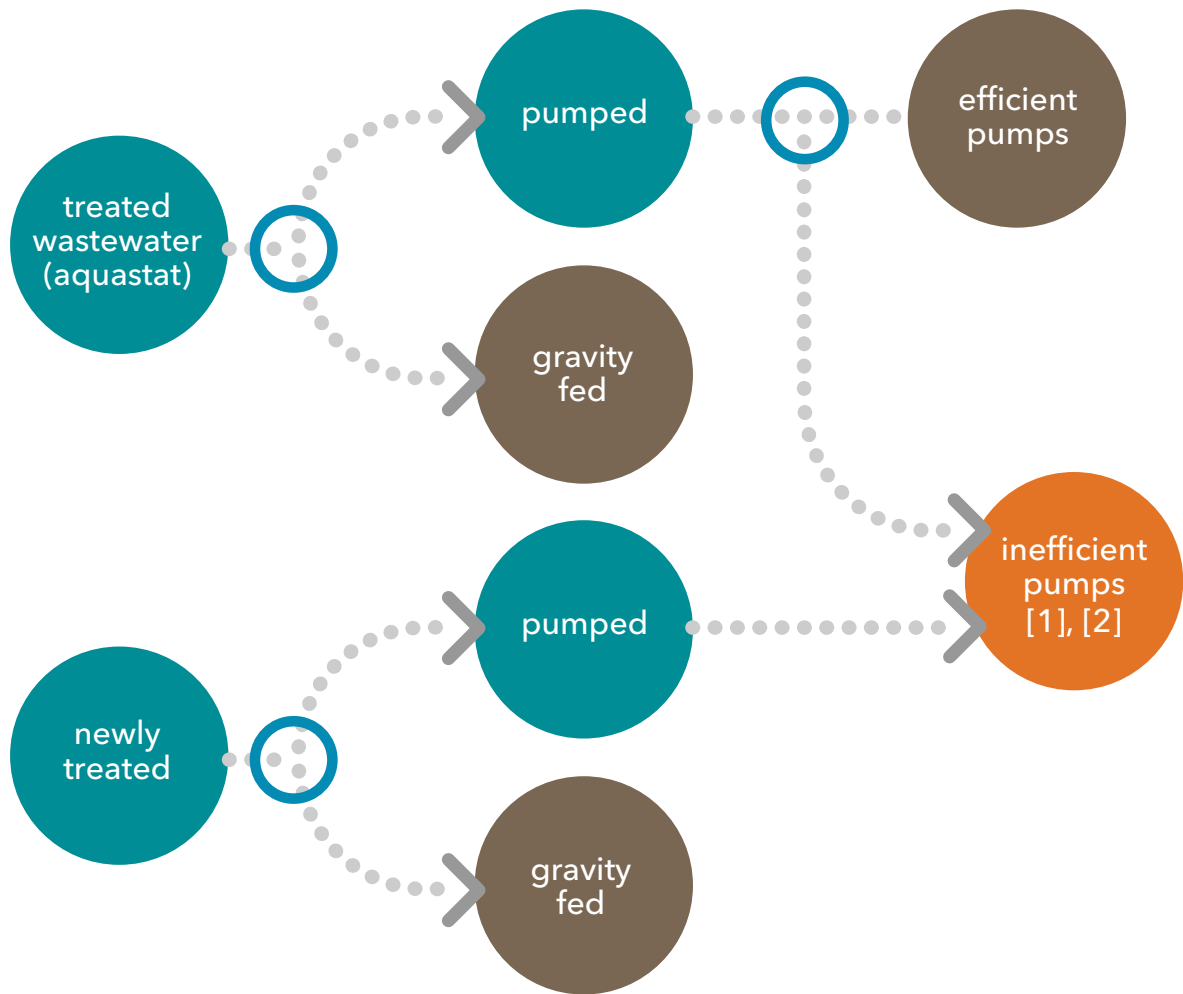 treated
wastewater
(aquastat)
pumped
efficient
pumps
gravity
fed
inefficient
pumps
[1], [2]
newly
treated
pumped
gravity
fed